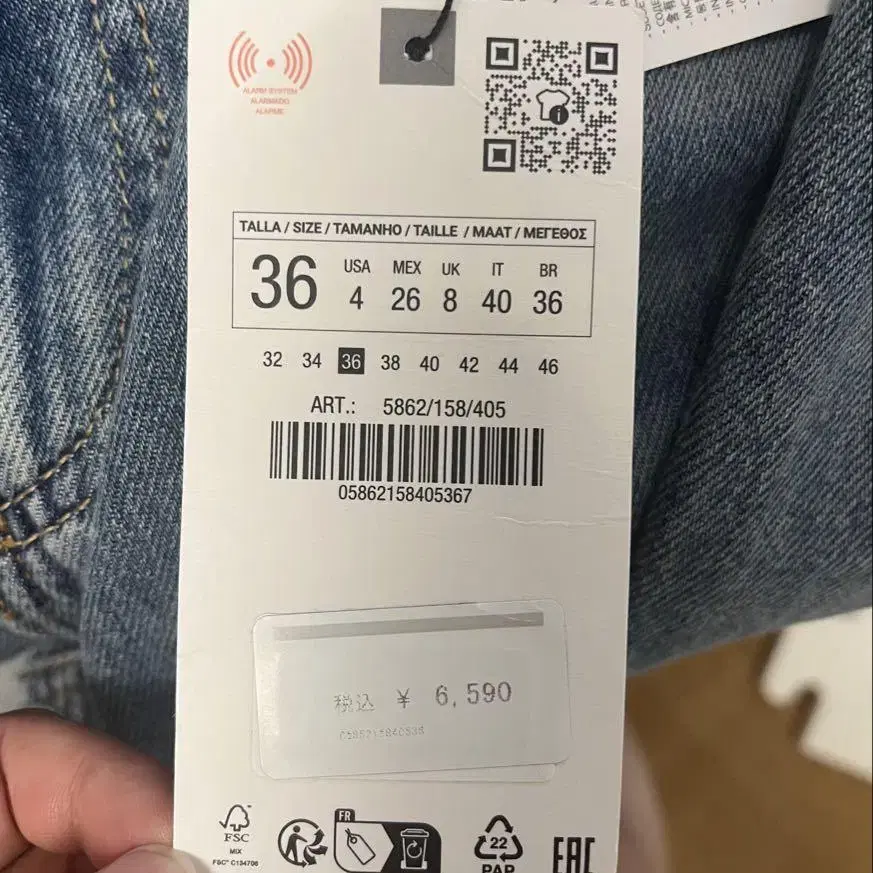 ALARM SYSTEM
ALARMADO
ALARME
TALLA / SIZE / TAMANHO / TAILLE / MAAT / ΜΕΓΕΘΟΣ
36
USA MEX UK IT BR
4 26 8 40 36
32 34 36 38 40 42 44 46
ART.: 5862/158/405
05862158405367
税込 ¥ 6,590
FSC
MIX
FSC® C134706
FR
22
PAP
EAC